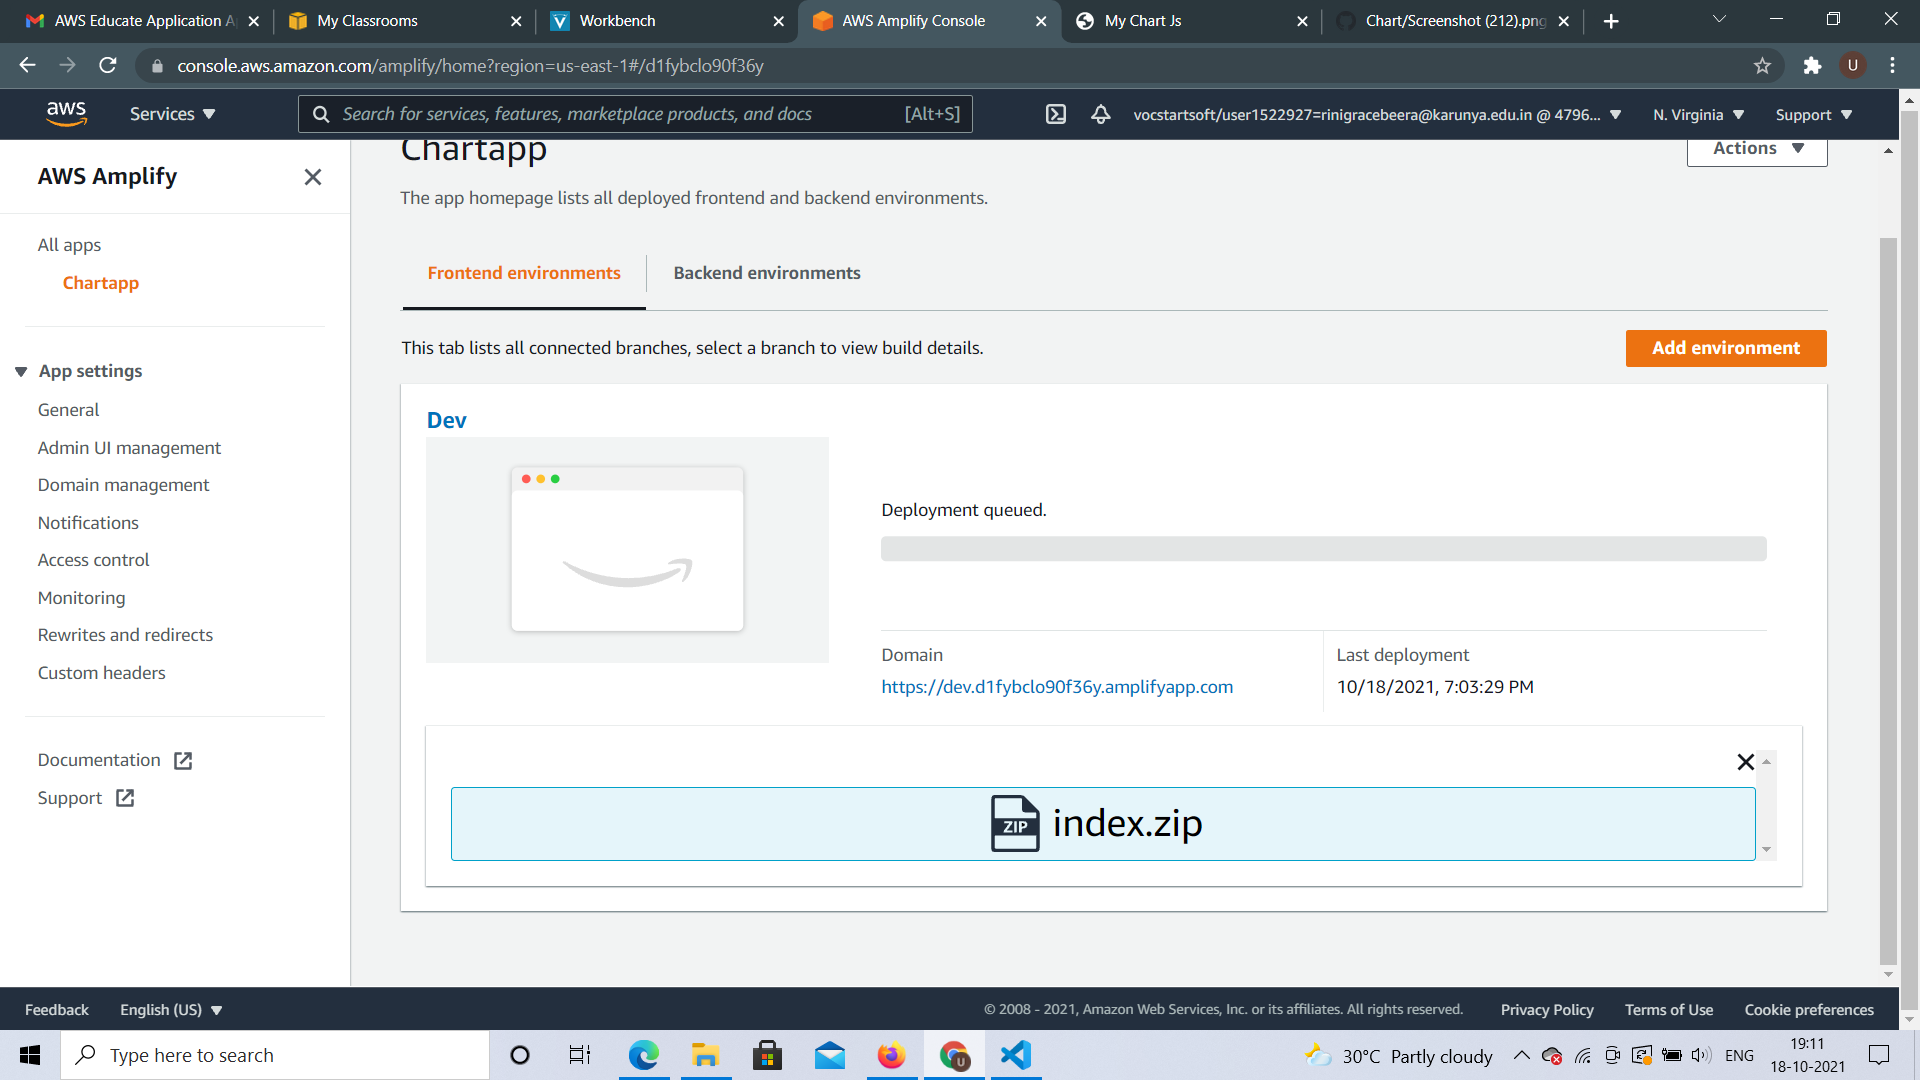 AWS Educate Application A
My Classrooms
Workbench
AWS Amplify Console
My Chart Js
Chart/Screenshot (212).png
console.aws.amazon.com/amplify/home?region=us-east-1#/d1fybclo90f36y
U
aws
Services
Search for services, features, marketplace products, and docs
[Alt+S]
vocstartsoft/user1522927=rinigracebeera@karunya.edu.in @ 4796...
N. Virginia
Support
AWS Amplify
All apps
Chartapp
App settings
General
Admin UI management
Domain management
Notifications
Access control
Monitoring
Rewrites and redirects
Custom headers
Documentation
Support
Chartapp
Actions
The app homepage lists all deployed frontend and backend environments.
Frontend environments
Backend environments
This tab lists all connected branches, select a branch to view build details.
Add environment
Dev
Deployment queued.
Domain
https://dev.d1fybclo90f36y.amplifyapp.com
Last deployment
10/18/2021, 7:03:29 PM
ZIP
index.zip
Feedback
English (US)
© 2008 - 2021, Amazon Web Services, Inc. or its affiliates. All rights reserved.
Privacy Policy
Terms of Use
Cookie preferences
Type here to search
U
30°C Partly cloudy
ENG
19:11
18-10-2021